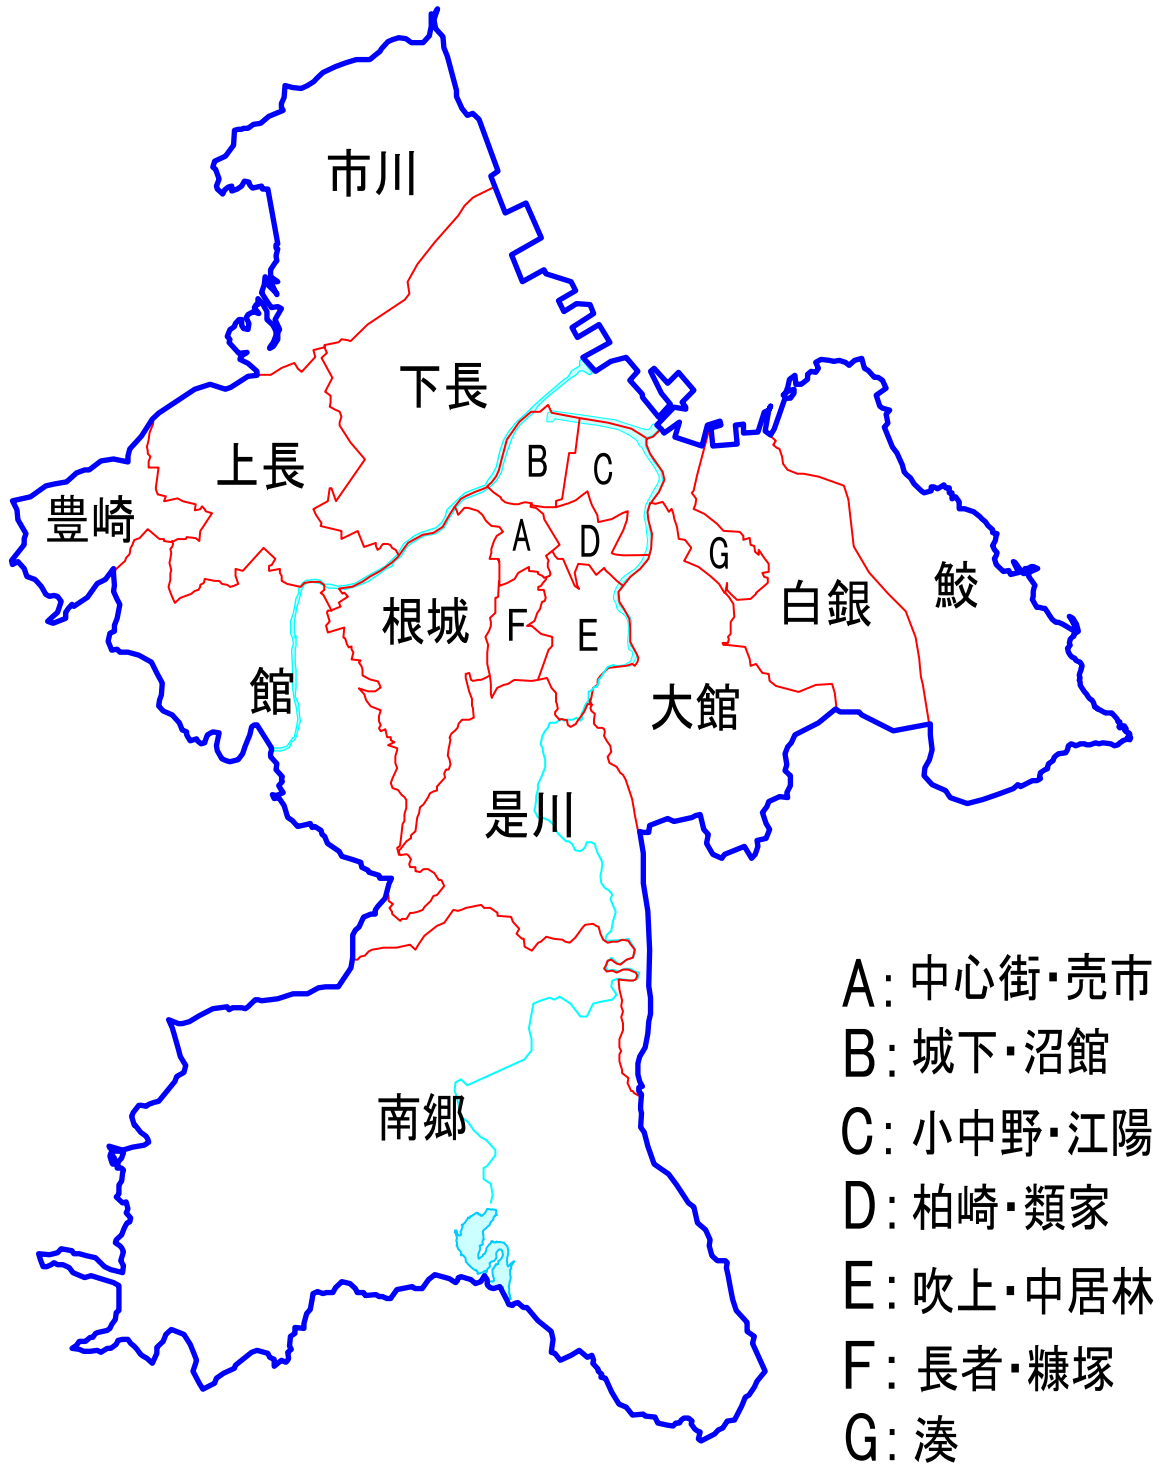 市川
下長
上長
豊崎
B
C
A
D
G
鮫
白銀
根城
F
E
館
大館
是川
南郷
A：中心街・売市
B：城下・沼館
C：小中野・江陽
D：柏崎・類家
E：吹上・中居林
F：長者・糠塚
G：湊